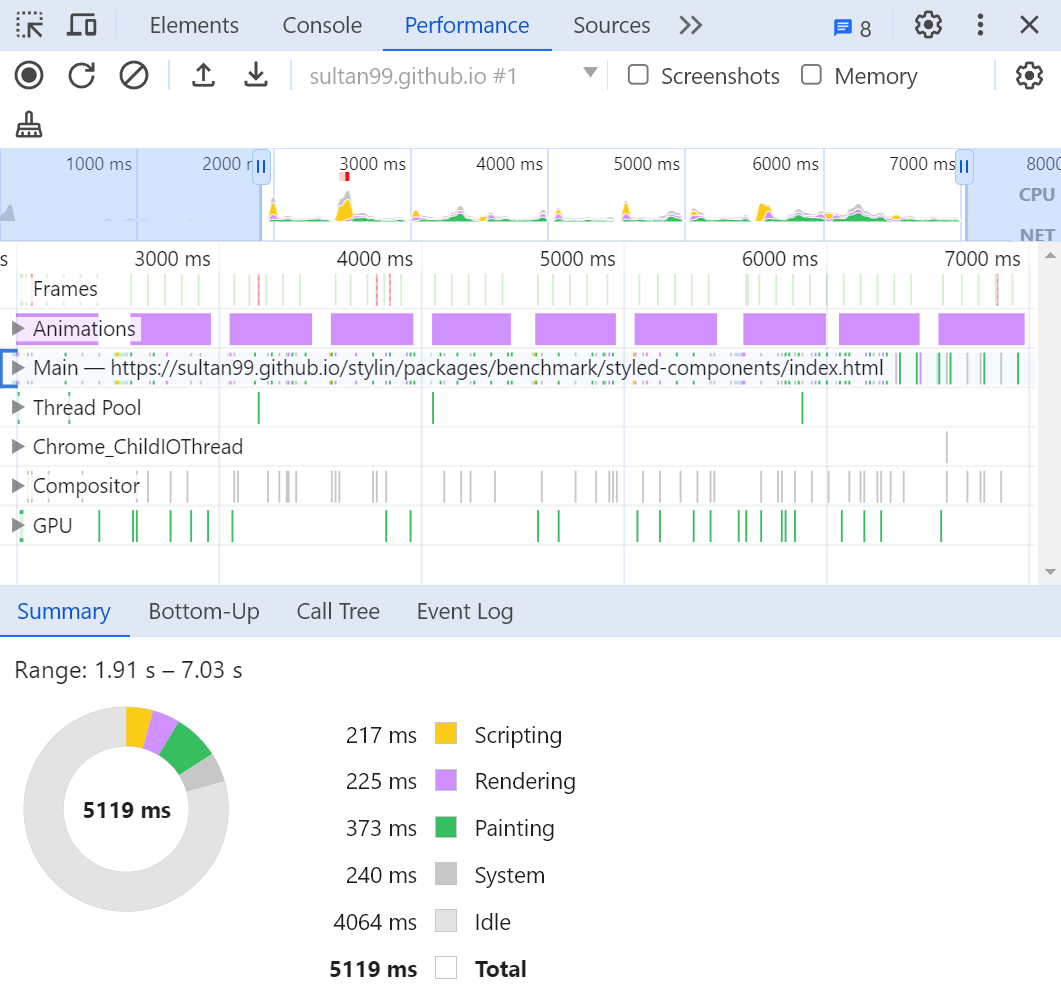 Elements Console Performance Sources 8
sultan99.github.io #1 Screenshots Memory
1000 ms 2000 3000 ms 4000 ms 5000 ms 6000 ms 7000 ms 8000
CPU
NET
s 3000 ms 4000 ms 5000 ms 6000 ms 7000 ms
Frames
Animations
Main — https://sultan99.github.io/stylin/packages/benchmark/styled-components/index.html
Thread Pool
Chrome_ChildIOThread
Compositor
GPU
Summary Bottom-Up Call Tree Event Log
Range: 1.91 s – 7.03 s
5119 ms
217 ms Scripting
225 ms Rendering
373 ms Painting
240 ms System
4064 ms Idle
5119 ms Total